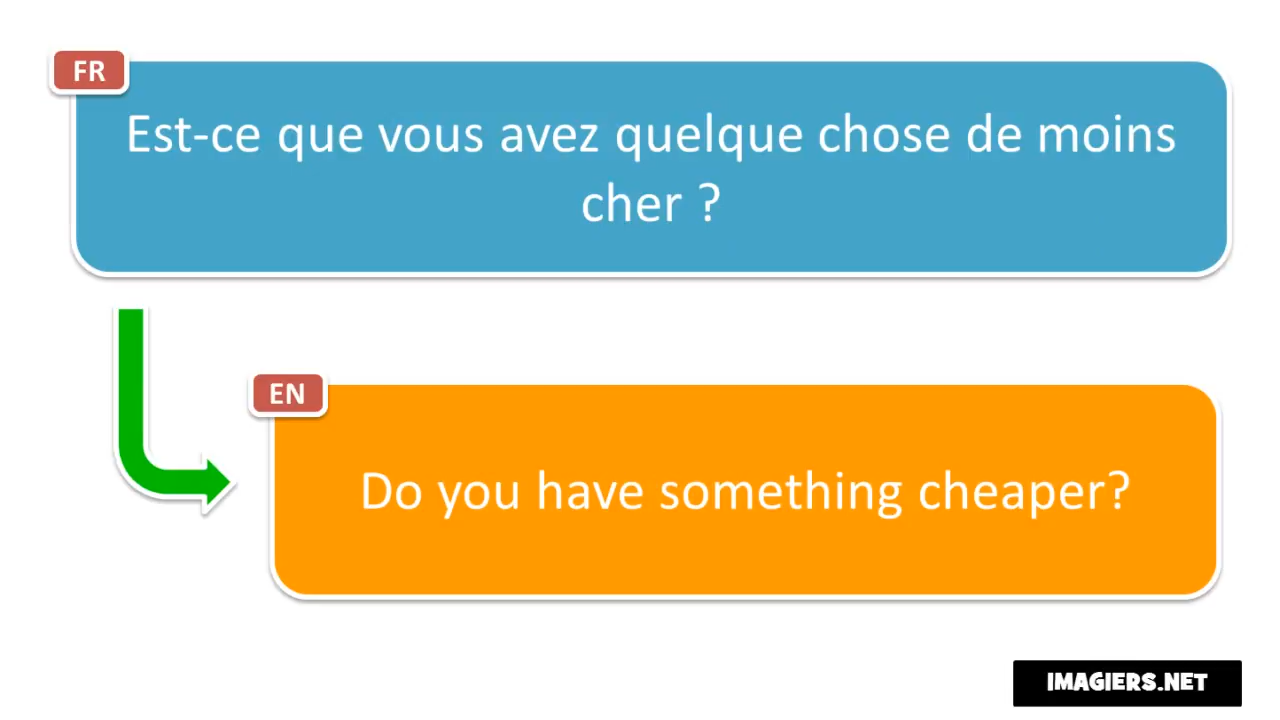 FR
Est-ce que vous avez quelque chose de moins
cher ?
EN
Do you have something cheaper?
IMAGIERS.NET